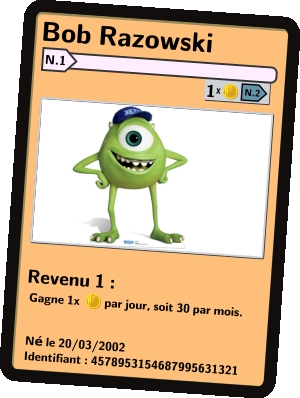 Bob Razowski
N.1
1x N.2
Revenu 1 :
Gagne 1x par jour, soit 30 par mois.
Né le 20/03/2002
Identifiant : 4578953154687995631321